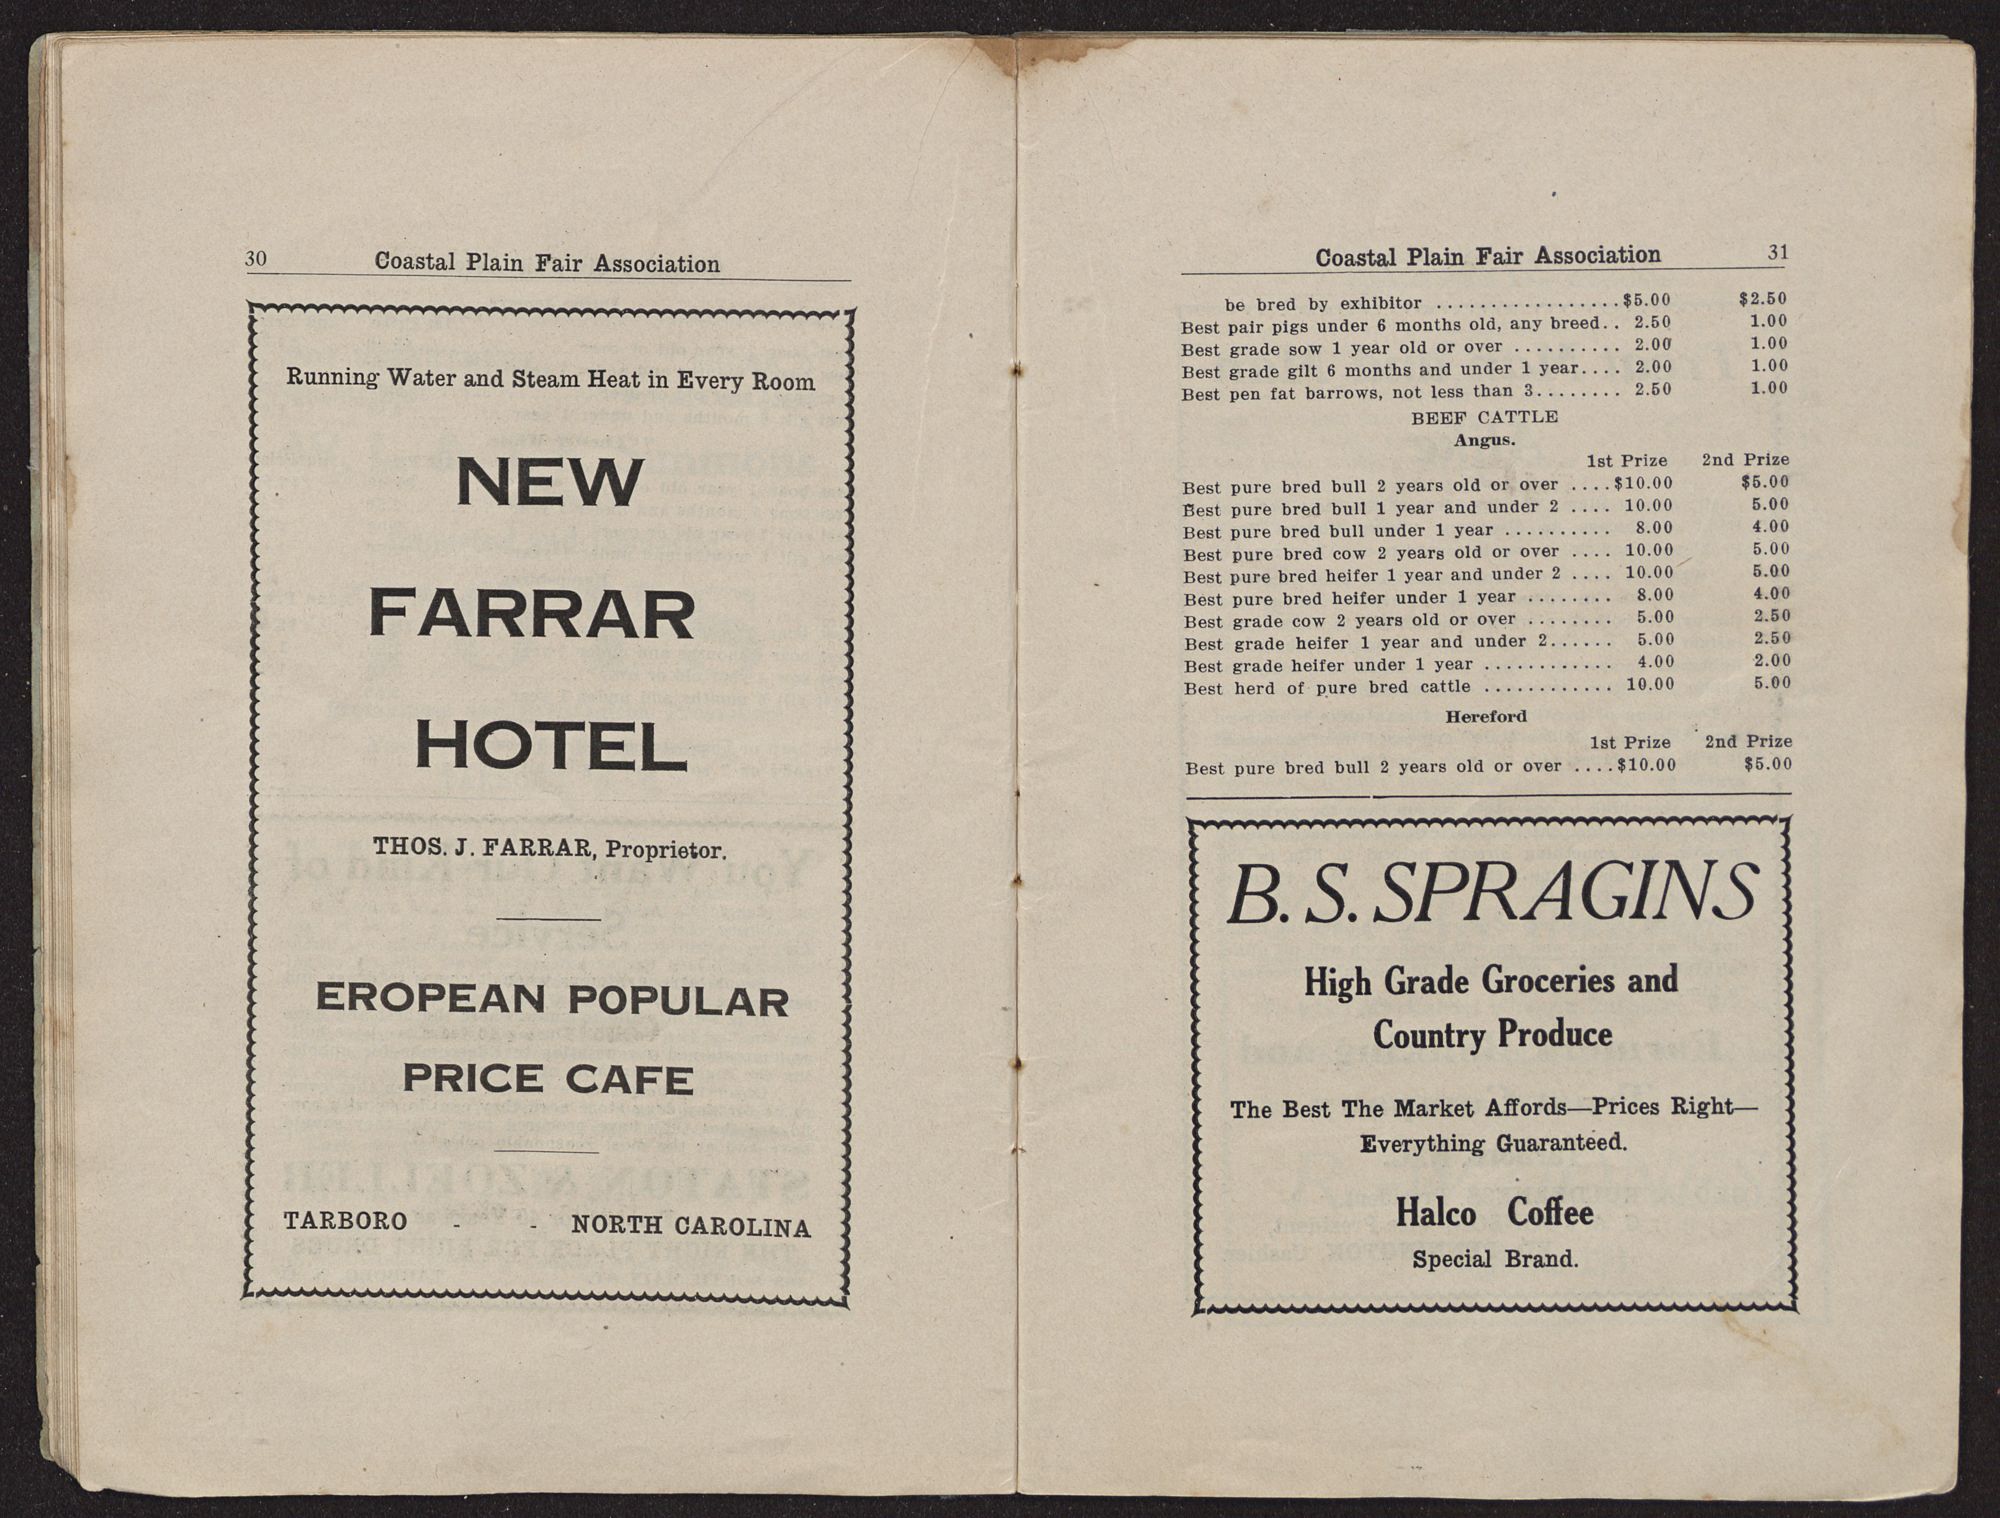 30 Coastal Plain Fair Association
Running Water and Steam Heat in Every Room
NEW
FARRAR
HOTEL
THOS. J. FARRAR, Proprietor.
EROPEAN POPULAR
PRICE CAFE
TARBORO - - NORTH CAROLINA
Coastal Plain Fair Association 31
be bred by exhibitor .................$5.00 $2.50
Best pair pigs under 6 months old, any breed.. 2.50 1.00
Best grade sow 1 year old or over .......... 2.00 1.00
Best grade gilt 6 months and under 1 year.... 2.00 1.00
Best pen fat barrows, not less than 3........ 2.50 1.00
BEEF CATTLE
Angus.
1st Prize 2nd Prize
Best pure bred bull 2 years old or over ....$10.00 $5.00
Best pure bred bull 1 year and under 2 .... 10.00 5.00
Best pure bred bull under 1 year .......... 8.00 4.00
Best pure bred cow 2 years old or over .... 10.00 5.00
Best pure bred heifer 1 year and under 2 .... 10.00 5.00
Best pure bred heifer under 1 year ........ 8.00 4.00
Best grade cow 2 years old or over ........ 5.00 2.50
Best grade heifer 1 year and under 2...... 5.00 2.50
Best grade heifer under 1 year ............ 4.00 2.00
Best herd of pure bred cattle ............ 10.00 5.00
Hereford
1st Prize 2nd Prize
Best pure bred bull 2 years old or over ....$10.00 $5.00
B. S. SPRAGINS
High Grade Groceries and
Country Produce
The Best The Market Affords—Prices Right—
Everything Guaranteed.
Halco Coffee
Special Brand.